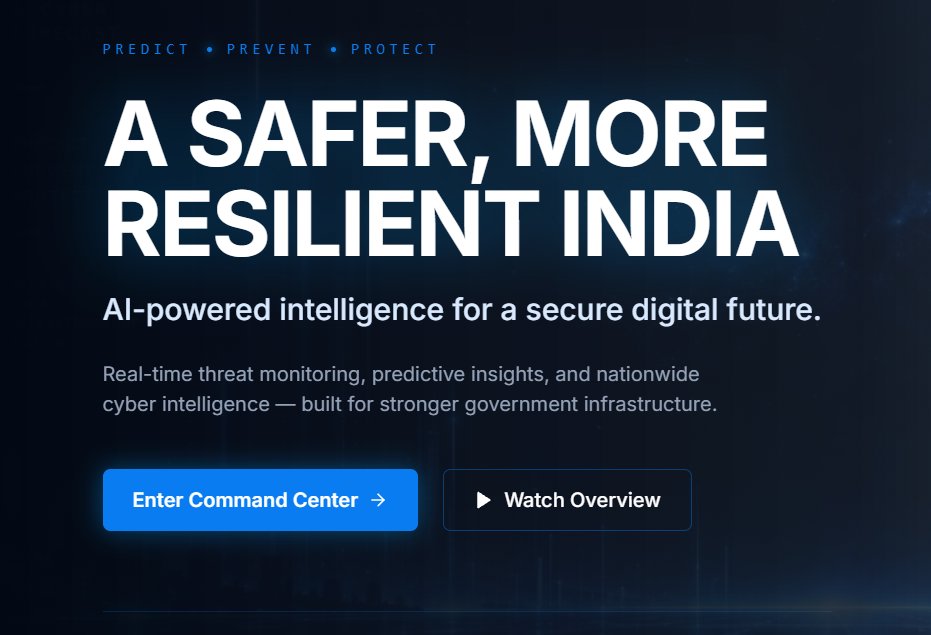 PREDICT • PREVENT • PROTECT
A SAFER, MORE
RESILIENT INDIA
AI-powered intelligence for a secure digital future.
Real-time threat monitoring, predictive insights, and nationwide
cyber intelligence — built for stronger government infrastructure.
Enter Command Center →
Watch Overview